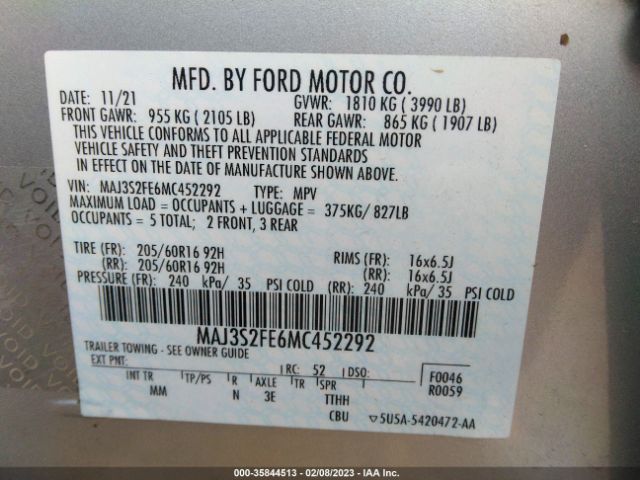 MFD. BY FORD MOTOR CO.
DATE: 11/21 GVWR: 1810 KG ( 3990 LB)
FRONT GAWR: 955 KG ( 2105 LB) REAR GAWR: 865 KG ( 1907 LB)
THIS VEHICLE CONFORMS TO ALL APPLICABLE FEDERAL MOTOR
VEHICLE SAFETY AND THEFT PREVENTION STANDARDS
IN EFFECT ON THE DATE OF MANUFACTURE SHOWN ABOVE.
VIN: MAJ3S2FE6MC452292 TYPE: MPV
MAXIMUM LOAD = OCCUPANTS + LUGGAGE = 375KG/ 827LB
OCCUPANTS = 5 TOTAL; 2 FRONT, 3 REAR
TIRE (FR): 205/60R16 92H RIMS (FR): 16x6.5J
(RR): 205/60R16 92H (RR): 16x6.5J
PRESSURE (FR): 240 kPa/ 35 PSI COLD (RR): 240 kPa/ 35 PSI COLD
MAJ3S2FE6MC452292
TRAILER TOWING - SEE OWNER GUIDE
EXT PNT: RC: 52 DSO: F0046
INT TR TP/PS R AXLE TR SPR R0059
MM N 3E TTHH
CBU ▽5U5A-5420472-AA
VOID VOID VOID
000-35844513 - 02/08/2023 - IAA Inc.